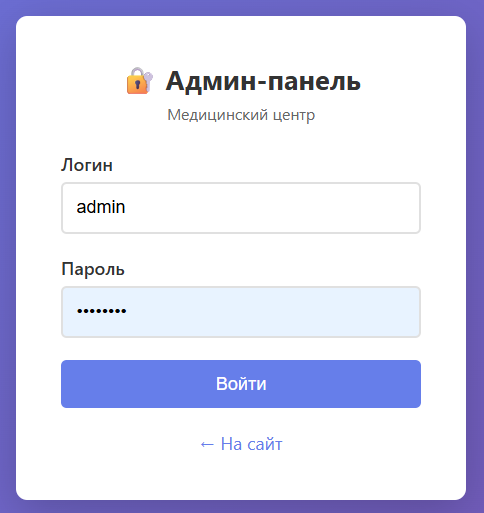 Админ-панель
Медицинский центр
Логин
admin
Пароль
••••••••
Войти
← На сайт